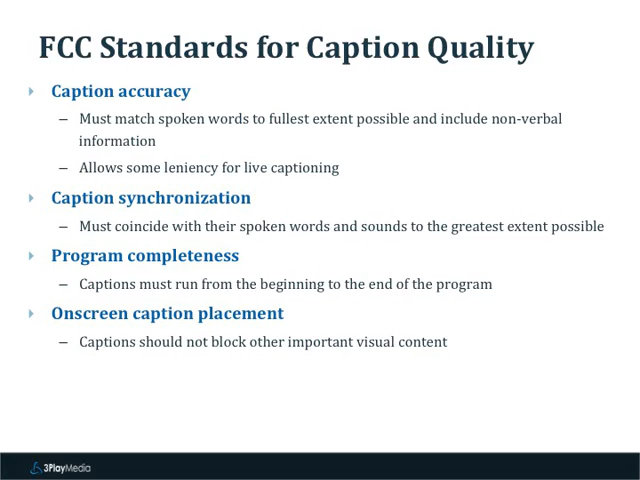 FCC Standards for Caption Quality
Caption accuracy
– Must match spoken words to fullest extent possible and include non-verbal
information
– Allows some leniency for live captioning
Caption synchronization
– Must coincide with their spoken words and sounds to the greatest extent possible
Program completeness
– Captions must run from the beginning to the end of the program
Onscreen caption placement
– Captions should not block other important visual content
3PlayMedia